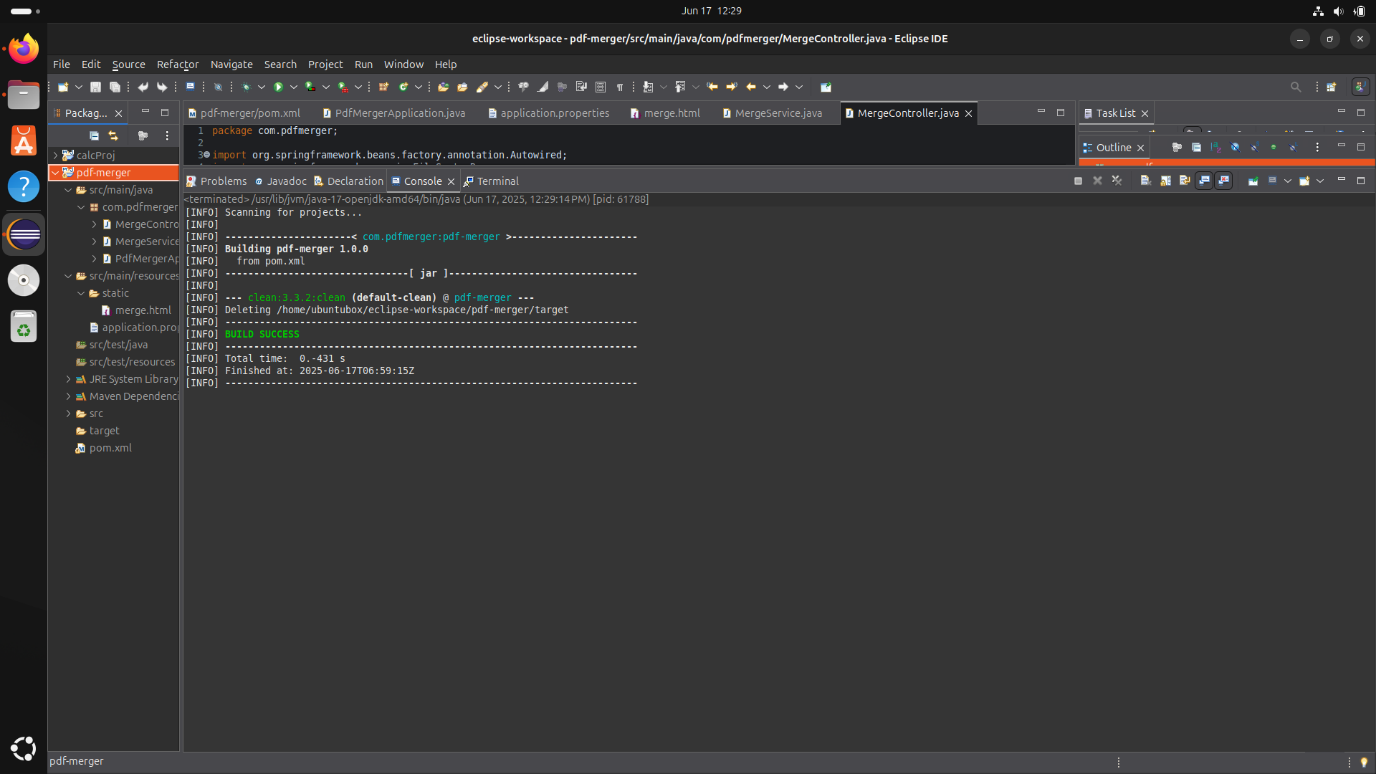 Jun 17 12:29
eclipse-workspace - pdf-merger/src/main/java/com/pdfmerger/MergeController.java - Eclipse IDE
File Edit Source Refactor Navigate Search Project Run Window Help
Packag...
pdf-merger/pom.xml PdfMergerApplication.java application.properties merge.html MergeService.java MergeController.java
Task List
1 package com.pdfmerger;
2
3 import org.springframework.beans.factory.annotation.Autowired;
Outline
calcProj
pdf-merger
src/main/java
com.pdfmerger
MergeContro
MergeService
PdfMergerAp
src/main/resources
static
merge.html
application.prop
src/test/java
src/test/resources
JRE System Library
Maven Dependenci
src
target
pom.xml
Problems Javadoc Declaration Console Terminal
<terminated> /usr/lib/jvm/java-17-openjdk-amd64/bin/java (Jun 17, 2025, 12:29:14 PM) [pid: 61788]
[INFO] Scanning for projects...
[INFO]
[INFO] ----------------------< com.pdfmerger:pdf-merger >----------------------
[INFO] Building pdf-merger 1.0.0
[INFO]   from pom.xml
[INFO] --------------------------------[ jar ]---------------------------------
[INFO]
[INFO] --- clean:3.3.2:clean (default-clean) @ pdf-merger ---
[INFO] Deleting /home/ubuntubox/eclipse-workspace/pdf-merger/target
[INFO] ------------------------------------------------------------------------
[INFO] BUILD SUCCESS
[INFO] ------------------------------------------------------------------------
[INFO] Total time:  0.-431 s
[INFO] Finished at: 2025-06-17T06:59:15Z
[INFO] ------------------------------------------------------------------------
pdf-merger